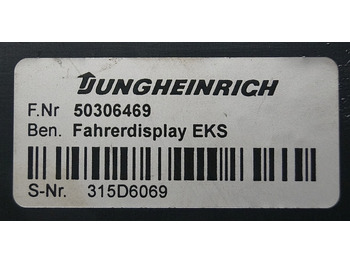 JUNGHEINRICH
F.Nr 50306469
Ben. Fahrerdisplay EKS
S-Nr. 315D6069